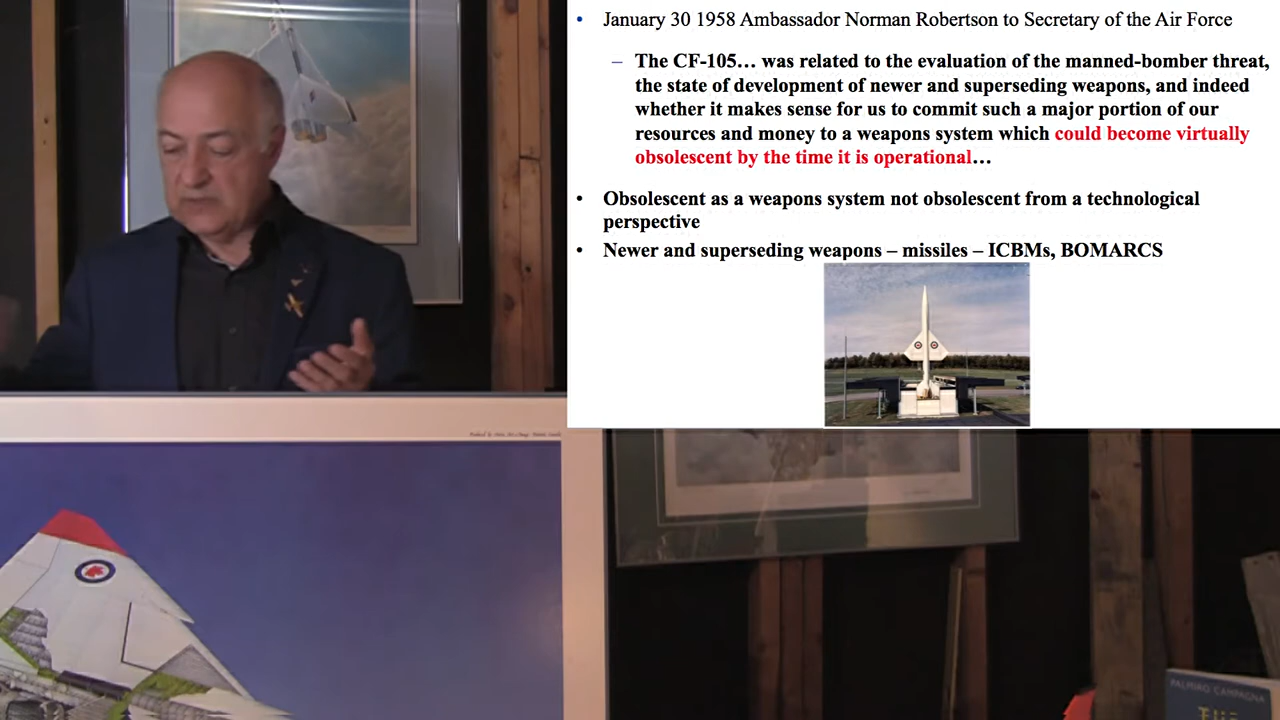 • January 30 1958 Ambassador Norman Robertson to Secretary of the Air Force
– The CF-105… was related to the evaluation of the manned-bomber threat,
the state of development of newer and superseding weapons, and indeed
whether it makes sense for us to commit such a major portion of our
resources and money to a weapons system which could become virtually
obsolescent by the time it is operational…
• Obsolescent as a weapons system not obsolescent from a technological
perspective
• Newer and superseding weapons – missiles – ICBMs, BOMARCS
PALMIRO CAMPAGNA
THE